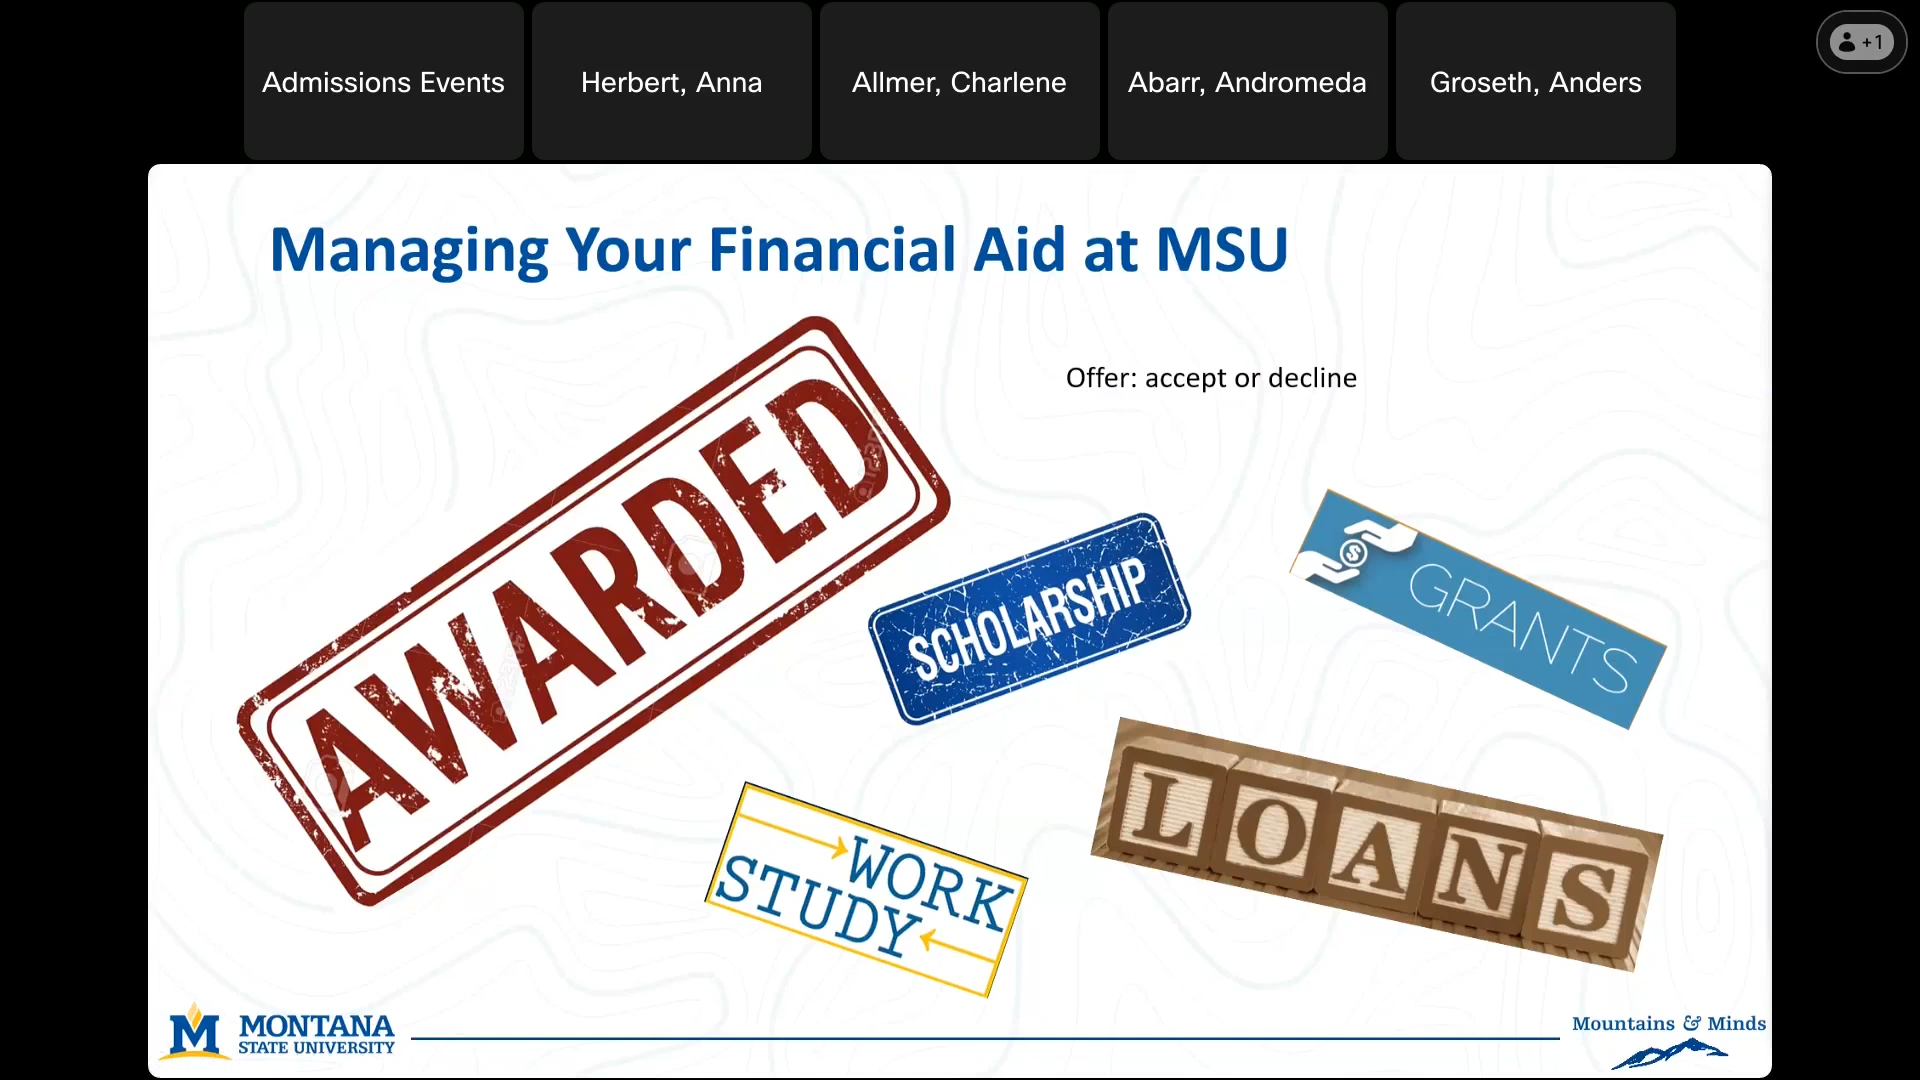 Admissions Events
Herbert, Anna
Allmer, Charlene
Abarr, Andromeda
Groseth, Anders
+1
Managing Your Financial Aid at MSU
Offer: accept or decline
AWARDED
SCHOLARSHIP
$
GRANTS
WORK
STUDY
LOANS
M
MONTANA
STATE UNIVERSITY
Mountains & Minds